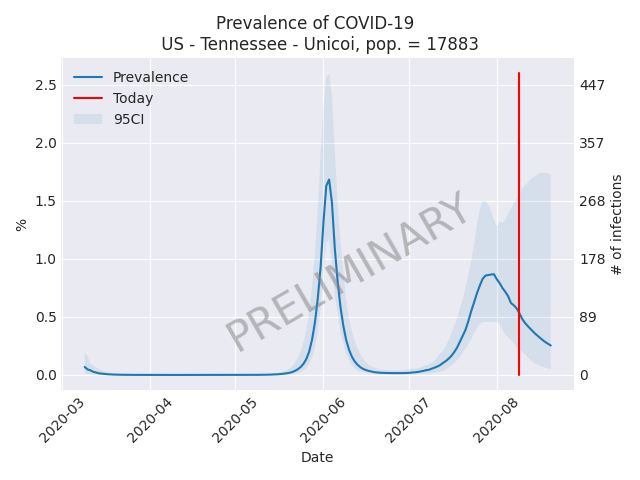 Prevalence of COVID-19
US - Tennessee - Unicoi, pop. = 17883
Prevalence
Today
95CI
PRELIMINARY
%
2.5
2.0
1.5
1.0
0.5
0.0
447
357
268
178
89
0
# of infections
2020-03
2020-04
2020-05
2020-06
2020-07
2020-08
Date